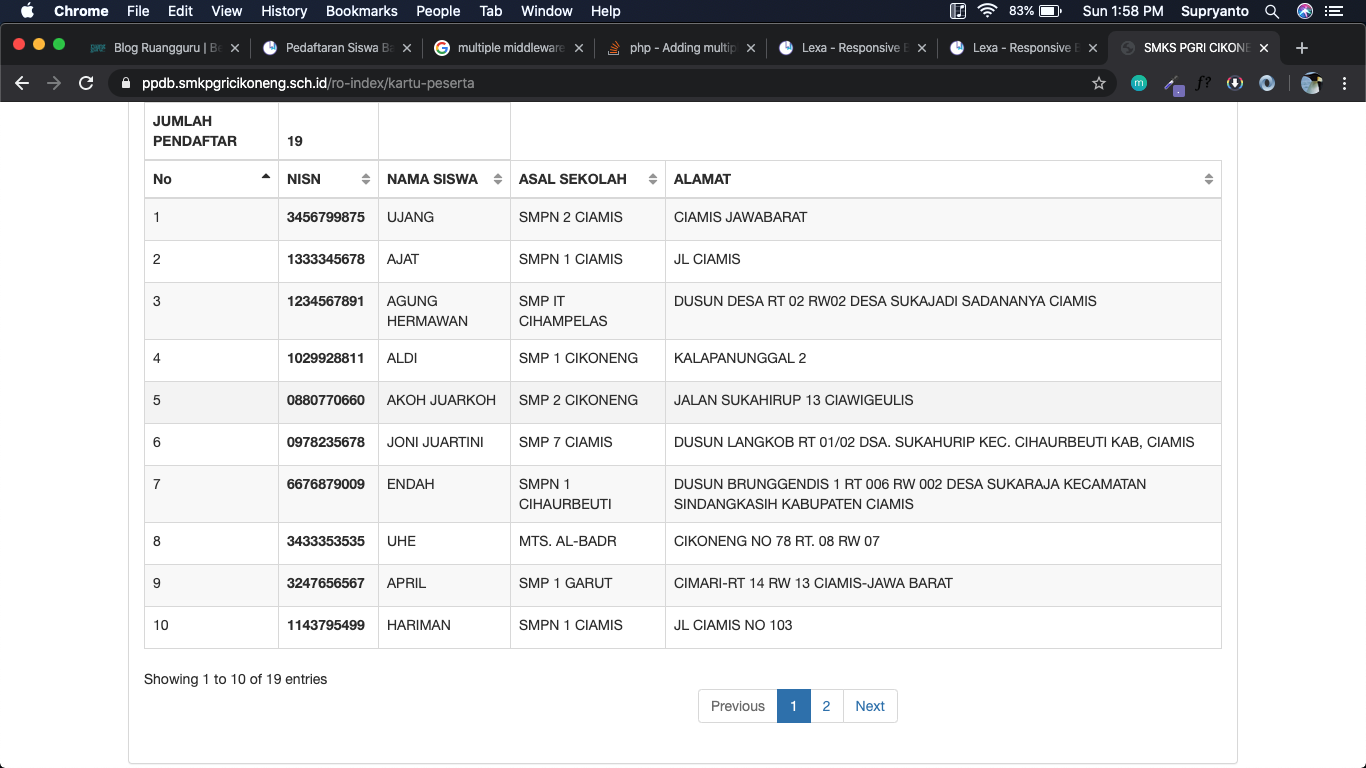 Chrome File Edit View History Bookmarks People Tab Window Help 83% Sun 1:58 PM Supryanto
Blog Ruangguru | Be Pedaftaran Siswa Ba multiple middleware php - Adding multip Lexa - Responsive B Lexa - Responsive B SMKS PGRI CIKONE
ppdb.smkpgricikoneng.sch.id/ro-index/kartu-peserta
JUMLAH
PENDAFTAR 19
No NISN NAMA SISWA ASAL SEKOLAH ALAMAT
1 3456799875 UJANG SMPN 2 CIAMIS CIAMIS JAWABARAT
2 1333345678 AJAT SMPN 1 CIAMIS JL CIAMIS
3 1234567891 AGUNG SMP IT DUSUN DESA RT 02 RW02 DESA SUKAJADI SADANANYA CIAMIS
HERMAWAN CIHAMPELAS
4 1029928811 ALDI SMP 1 CIKONENG KALAPANUNGGAL 2
5 0880770660 AKOH JUARKOH SMP 2 CIKONENG JALAN SUKAHIRUP 13 CIAWIGEULIS
6 0978235678 JONI JUARTINI SMP 7 CIAMIS DUSUN LANGKOB RT 01/02 DSA. SUKAHURIP KEC. CIHAURBEUTI KAB, CIAMIS
7 6676879009 ENDAH SMPN 1 DUSUN BRUNGGENDIS 1 RT 006 RW 002 DESA SUKARAJA KECAMATAN
CIHAURBEUTI SINDANGKASIH KABUPATEN CIAMIS
8 3433353535 UHE MTS. AL-BADR CIKONENG NO 78 RT. 08 RW 07
9 3247656567 APRIL SMP 1 GARUT CIMARI-RT 14 RW 13 CIAMIS-JAWA BARAT
10 1143795499 HARIMAN SMPN 1 CIAMIS JL CIAMIS NO 103
Showing 1 to 10 of 19 entries
Previous 1 2 Next